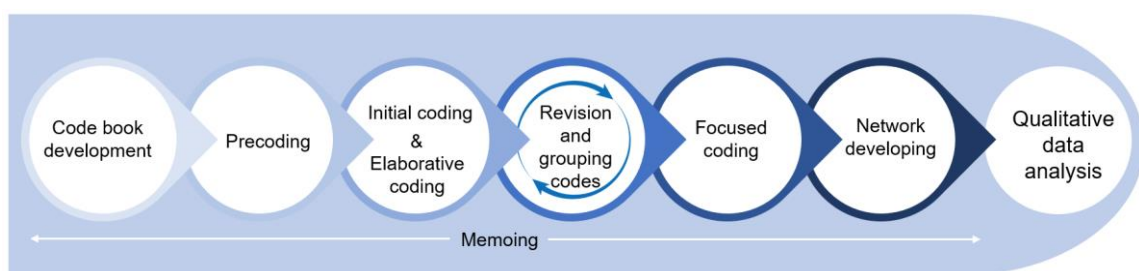 Code book
development
Precoding
Initial coding
&
Elaborative
coding
Revision
and
grouping
codes
Focused
coding
Network
developing
Qualitative
data
analysis
Memoing